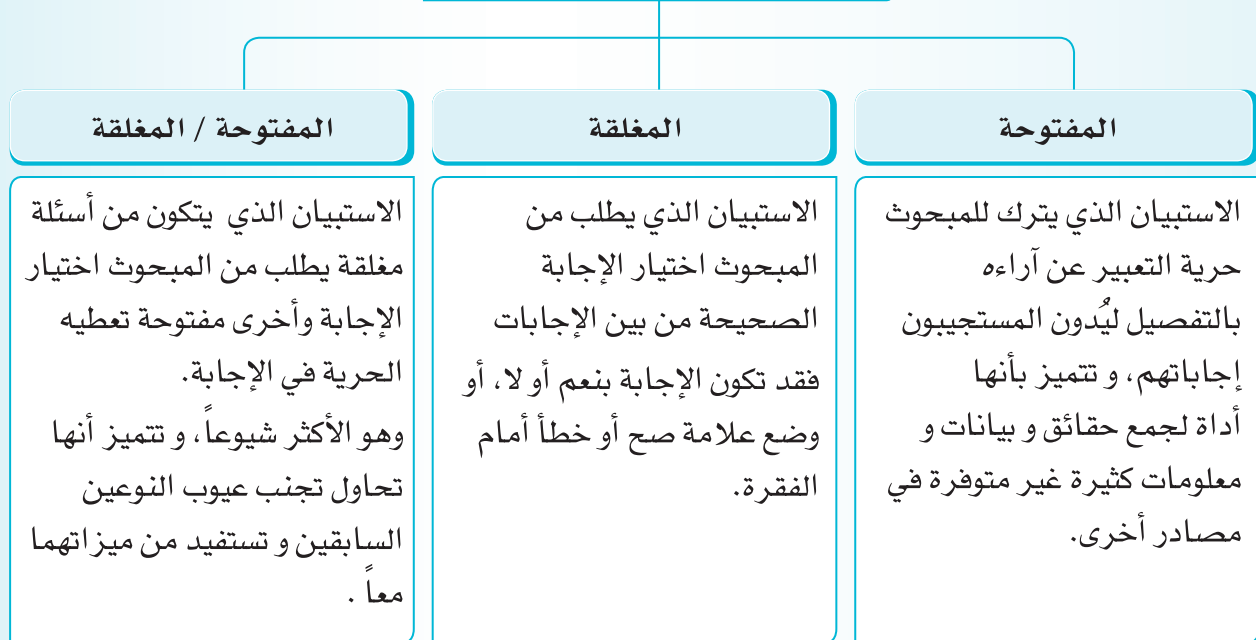 المفتوحة
الاستبيان الذي يترك للمبحوث
حرية التعبير عن آراءه
بالتفصيل ليُدون المستجيبون
إجاباتهم، و تتميز بأنها
أداة لجمع حقائق و بيانات و
معلومات كثيرة غير متوفرة في
مصادر أخرى.
المغلقة
الاستبيان الذي يطلب من
المبحوث اختيار الإجابة
الصحيحة من بين الإجابات
فقد تكون الإجابة بنعم أو لا، أو
وضع علامة صح أو خطأ أمام
الفقرة.
المفتوحة / المغلقة
الاستبيان الذي يتكون من أسئلة
مغلقة يطلب من المبحوث اختيار
الإجابة وأخرى مفتوحة تعطيه
الحرية في الإجابة.
وهو الأكثر شيوعاً، و تتميز أنها
تحاول تجنب عيوب النوعين
السابقين و تستفيد من ميزاتهما
معاً .